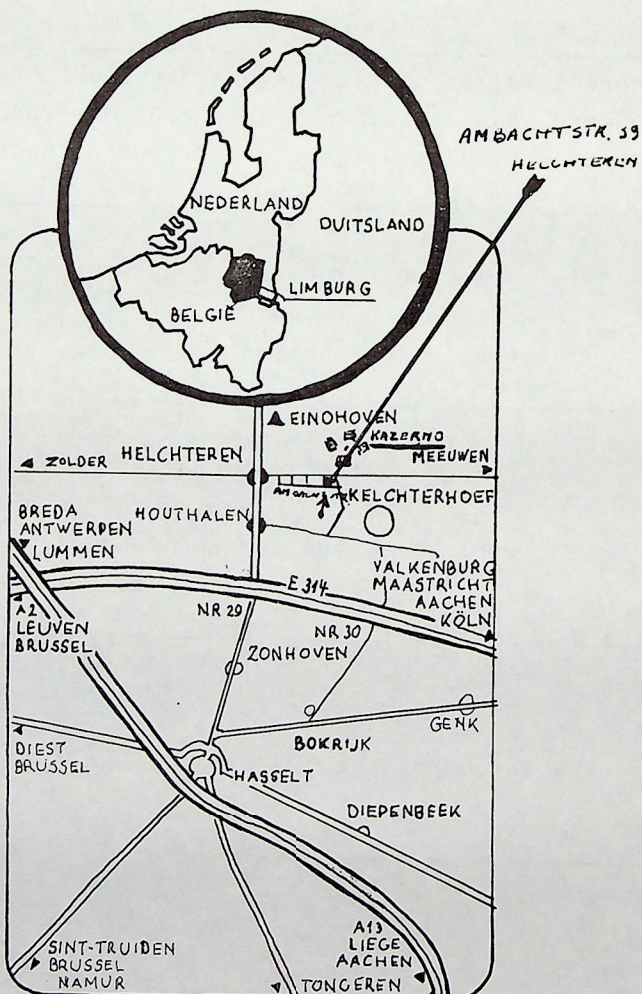 AMBACHTSTR. 19
HELCHTEREN
NEDERLAND
DUITSLAND
LIMBURG
BELGIË
EINDHOVEN
KAZERNO
MEEUWEN
ZOLDER
HELCHTEREN
KELCHTERHOEF
HOUTHALEN
BREDA
ANTWERPEN
LUMMEN
VALKENBURG
MAASTRICHT
AACHEN
KÖLN
E 314
A2
LEUVEN
BRUSSEL
NR 29
NR 30
ZONHOVEN
GENK
BOKRIJK
DIEST
BRUSSEL
HASSELT
DIEPENBEEK
SINT-TRUIDEN
BRUSSEL
NAMUR
A13
LIEGE
AACHEN
TONGEREN